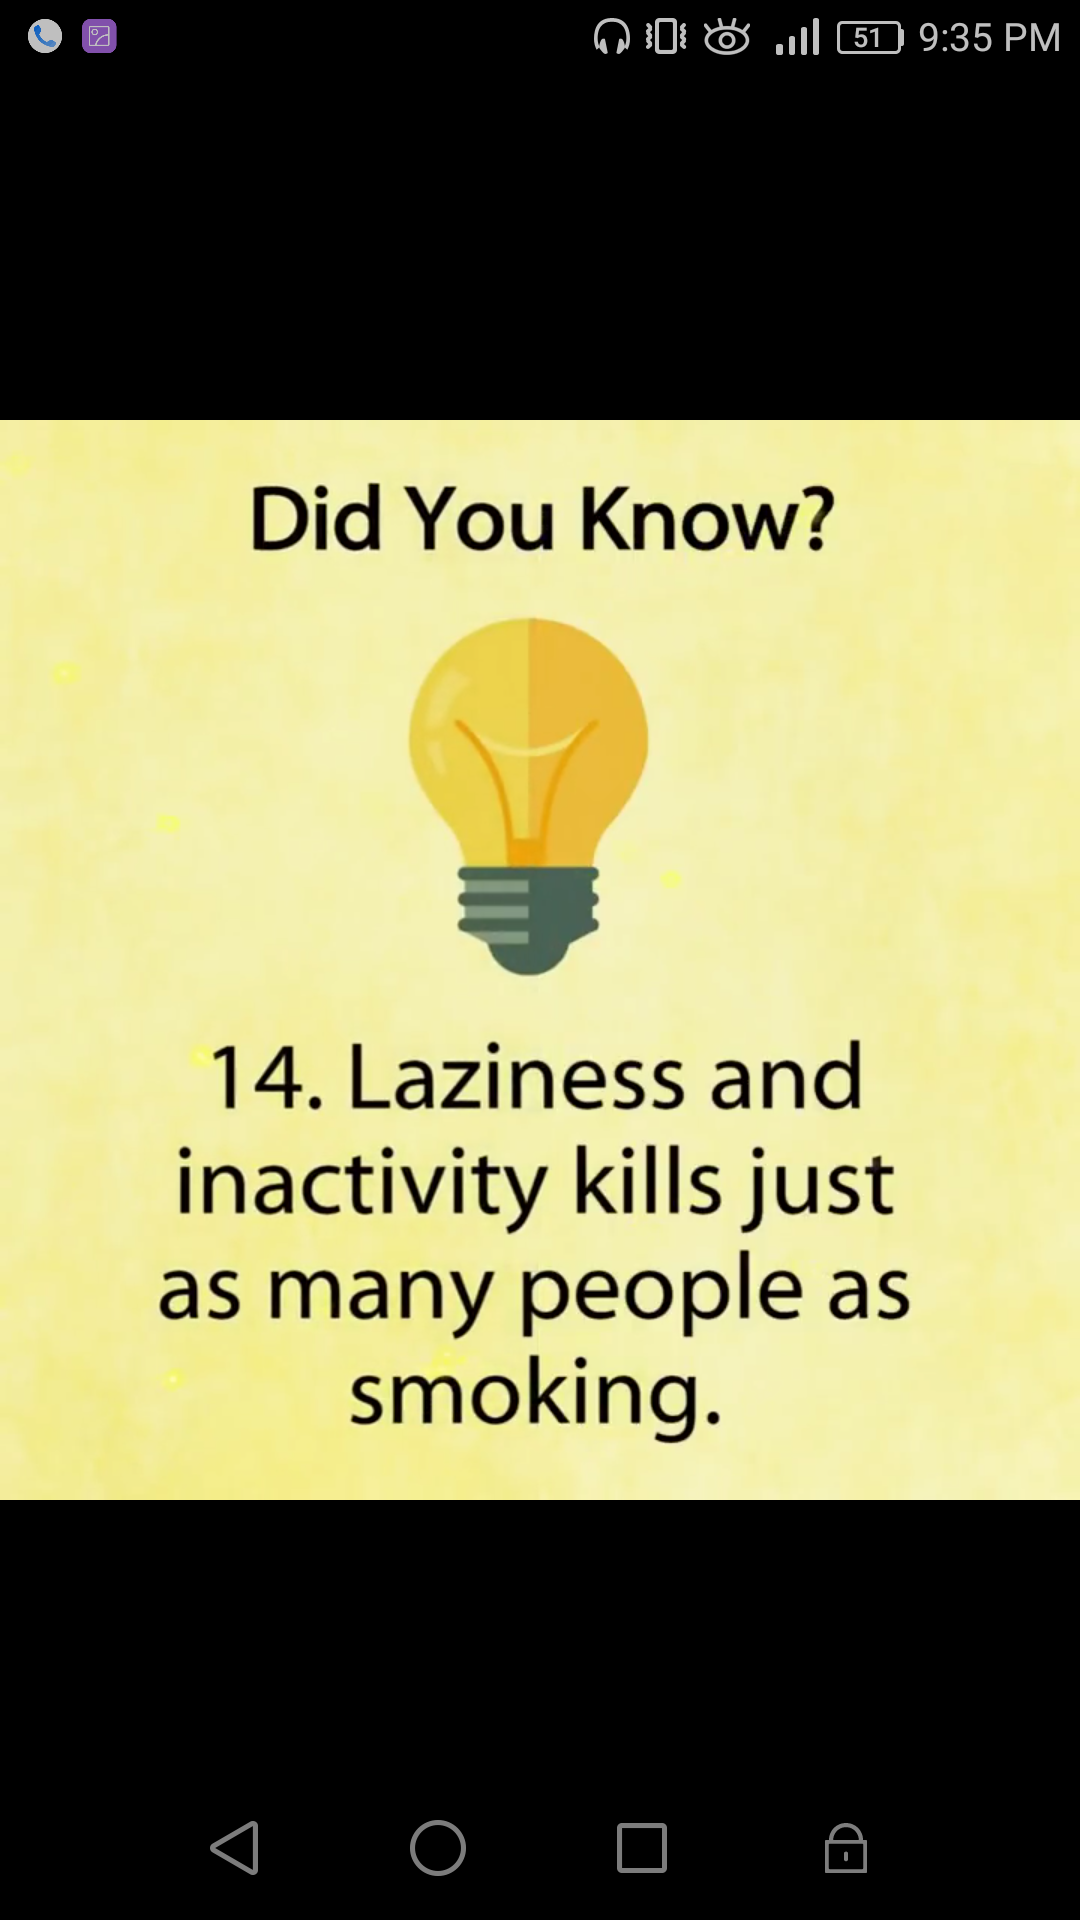 51 9:35 PM
Did You Know?
14. Laziness and
inactivity kills just
as many people as
smoking.